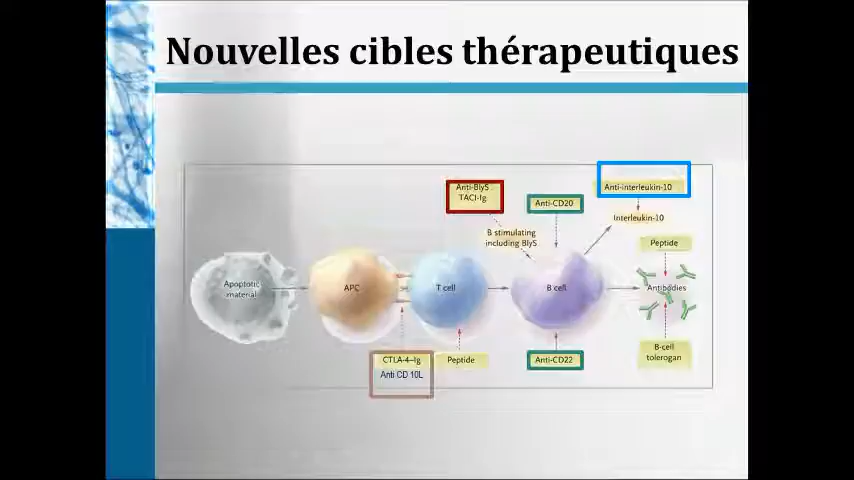 Nouvelles cibles thérapeutiques
Anti-BlyS
TACI-Ig
Anti-CD20
Anti-interleukin-10
Interleukin-10
B stimulating
including BlyS
Peptide
Apoptotic
material
APC
T cell
B cell
Antibodies
CTLA-4-Ig
Anti CD 10L
Peptide
Anti-CD22
B-cell
tolerogan